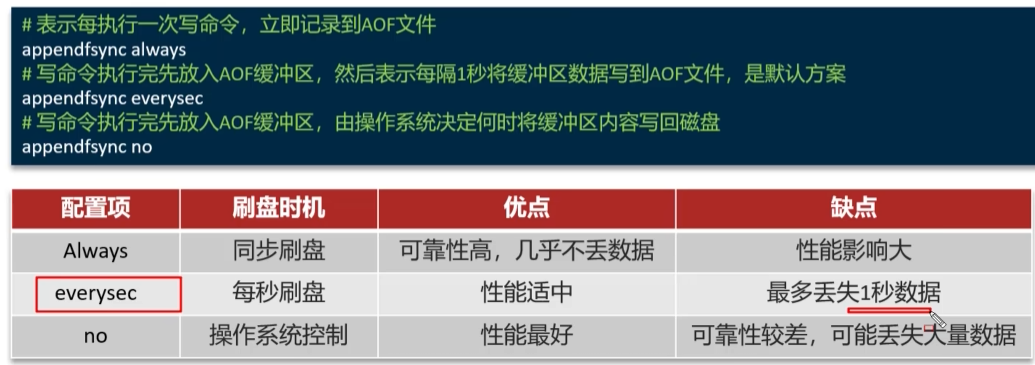 # 表示每执行一次写命令，立即记录到AOF文件
appendfsync always
# 写命令执行完先放入AOF缓冲区，然后表示每隔1秒将缓冲区数据写到AOF文件，是默认方案
appendfsync everysec
# 写命令执行完先放入AOF缓冲区，由操作系统决定何时将缓冲区内容写回磁盘
appendfsync no
配置项 刷盘时机 优点 缺点
Always 同步刷盘 可靠性高，几乎不丢数据 性能影响大
everysec 每秒刷盘 性能适中 最多丢失1秒数据
no 操作系统控制 性能最好 可靠性较差，可能丢失大量数据